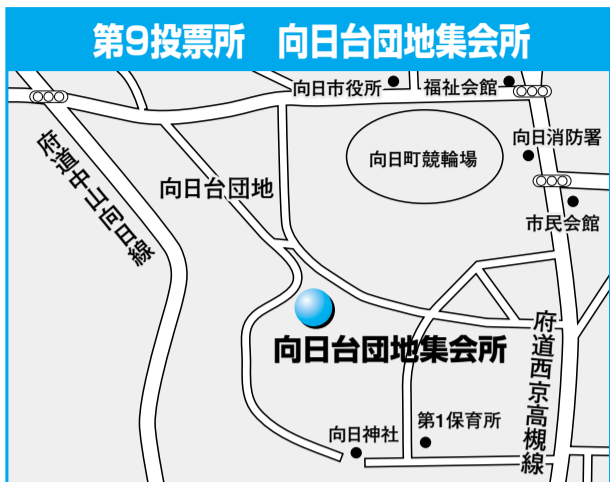 第9投票所　向日台団地集会所
向日市役所
福祉会館
向日消防署
府道中山向日線
向日台団地
向日町競輪場
市民会館
向日台団地集会所
府道西京高槻線
第1保育所
向日神社